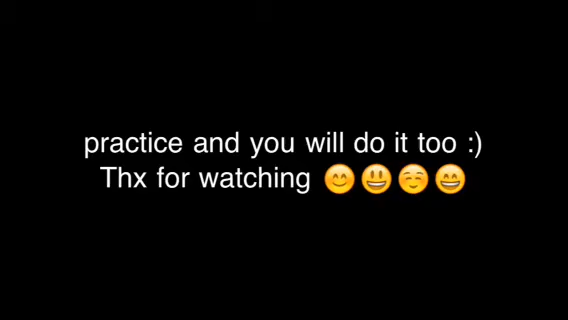 practice and you will do it too :)
Thx for watching 😊😃☺️😄